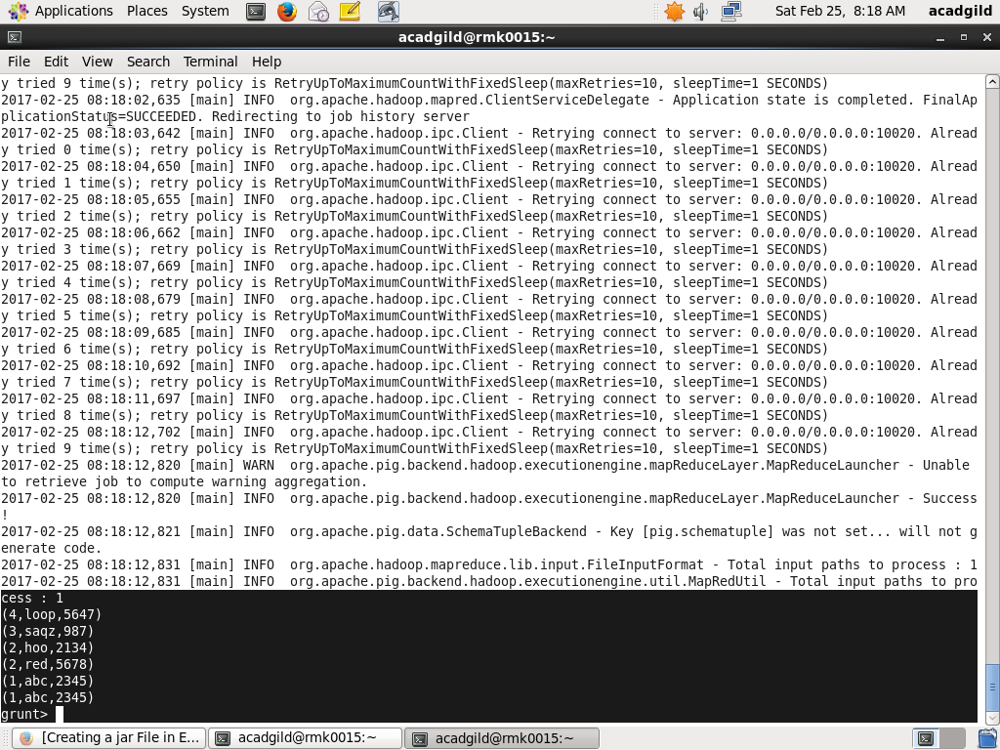 Applications Places System Sat Feb 25, 8:18 AM acadgild
acadgild@rmk0015:~
File Edit View Search Terminal Help
y tried 9 time(s); retry policy is RetryUpToMaximumCountWithFixedSleep(maxRetries=10, sleepTime=1 SECONDS)
2017-02-25 08:18:02,635 [main] INFO  org.apache.hadoop.mapred.ClientServiceDelegate - Application state is completed. FinalAp
plicationStatus=SUCCEEDED. Redirecting to job history server
2017-02-25 08:18:03,642 [main] INFO  org.apache.hadoop.ipc.Client - Retrying connect to server: 0.0.0.0/0.0.0.0:10020. Alread
y tried 0 time(s); retry policy is RetryUpToMaximumCountWithFixedSleep(maxRetries=10, sleepTime=1 SECONDS)
2017-02-25 08:18:04,650 [main] INFO  org.apache.hadoop.ipc.Client - Retrying connect to server: 0.0.0.0/0.0.0.0:10020. Alread
y tried 1 time(s); retry policy is RetryUpToMaximumCountWithFixedSleep(maxRetries=10, sleepTime=1 SECONDS)
2017-02-25 08:18:05,655 [main] INFO  org.apache.hadoop.ipc.Client - Retrying connect to server: 0.0.0.0/0.0.0.0:10020. Alread
y tried 2 time(s); retry policy is RetryUpToMaximumCountWithFixedSleep(maxRetries=10, sleepTime=1 SECONDS)
2017-02-25 08:18:06,662 [main] INFO  org.apache.hadoop.ipc.Client - Retrying connect to server: 0.0.0.0/0.0.0.0:10020. Alread
y tried 3 time(s); retry policy is RetryUpToMaximumCountWithFixedSleep(maxRetries=10, sleepTime=1 SECONDS)
2017-02-25 08:18:07,669 [main] INFO  org.apache.hadoop.ipc.Client - Retrying connect to server: 0.0.0.0/0.0.0.0:10020. Alread
y tried 4 time(s); retry policy is RetryUpToMaximumCountWithFixedSleep(maxRetries=10, sleepTime=1 SECONDS)
2017-02-25 08:18:08,679 [main] INFO  org.apache.hadoop.ipc.Client - Retrying connect to server: 0.0.0.0/0.0.0.0:10020. Alread
y tried 5 time(s); retry policy is RetryUpToMaximumCountWithFixedSleep(maxRetries=10, sleepTime=1 SECONDS)
2017-02-25 08:18:09,685 [main] INFO  org.apache.hadoop.ipc.Client - Retrying connect to server: 0.0.0.0/0.0.0.0:10020. Alread
y tried 6 time(s); retry policy is RetryUpToMaximumCountWithFixedSleep(maxRetries=10, sleepTime=1 SECONDS)
2017-02-25 08:18:10,692 [main] INFO  org.apache.hadoop.ipc.Client - Retrying connect to server: 0.0.0.0/0.0.0.0:10020. Alread
y tried 7 time(s); retry policy is RetryUpToMaximumCountWithFixedSleep(maxRetries=10, sleepTime=1 SECONDS)
2017-02-25 08:18:11,697 [main] INFO  org.apache.hadoop.ipc.Client - Retrying connect to server: 0.0.0.0/0.0.0.0:10020. Alread
y tried 8 time(s); retry policy is RetryUpToMaximumCountWithFixedSleep(maxRetries=10, sleepTime=1 SECONDS)
2017-02-25 08:18:12,702 [main] INFO  org.apache.hadoop.ipc.Client - Retrying connect to server: 0.0.0.0/0.0.0.0:10020. Alread
y tried 9 time(s); retry policy is RetryUpToMaximumCountWithFixedSleep(maxRetries=10, sleepTime=1 SECONDS)
2017-02-25 08:18:12,820 [main] WARN  org.apache.pig.backend.hadoop.executionengine.mapReduceLayer.MapReduceLauncher - Unable
to retrieve job to compute warning aggregation.
2017-02-25 08:18:12,820 [main] INFO  org.apache.pig.backend.hadoop.executionengine.mapReduceLayer.MapReduceLauncher - Success
!
2017-02-25 08:18:12,821 [main] INFO  org.apache.pig.data.SchemaTupleBackend - Key [pig.schematuple] was not set... will not g
enerate code.
2017-02-25 08:18:12,831 [main] INFO  org.apache.hadoop.mapreduce.lib.input.FileInputFormat - Total input paths to process : 1
2017-02-25 08:18:12,831 [main] INFO  org.apache.pig.backend.hadoop.executionengine.util.MapRedUtil - Total input paths to pro
cess : 1
(4,loop,5647)
(3,saqz,987)
(2,hoo,2134)
(2,red,5678)
(1,abc,2345)
(1,abc,2345)
grunt>
[Creating a jar File in E... acadgild@rmk0015:~ acadgild@rmk0015:~